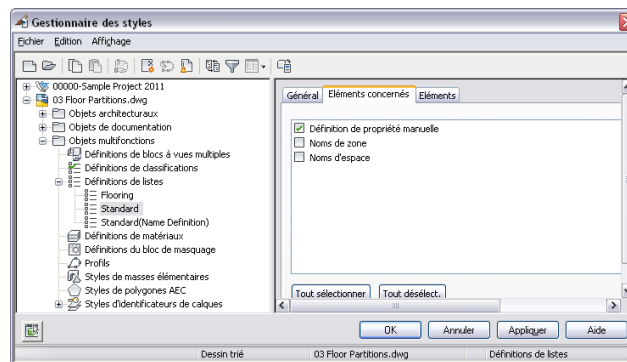 Gestionnaire des styles
Fichier Edition Affichage
00000-Sample Project 2011
03 Floor Partitions.dwg
Objets architecturaux
Objets de documentation
Objets multifonctions
Définitions de blocs à vues multiples
Définitions de classifications
Définitions de listes
Flooring
Standard
Standard(Name Definition)
Définitions de matériaux
Définitions du bloc de masquage
Profils
Styles de masses élémentaires
Styles de polygones AEC
Styles d'identificateurs de calques
Général Eléments concernés Eléments
Définition de propriété manuelle
Noms de zone
Noms d'espace
Tout sélectionner Tout désélect.
OK Annuler Appliquer Aide
Dessin trié 03 Floor Partitions.dwg Définitions de listes